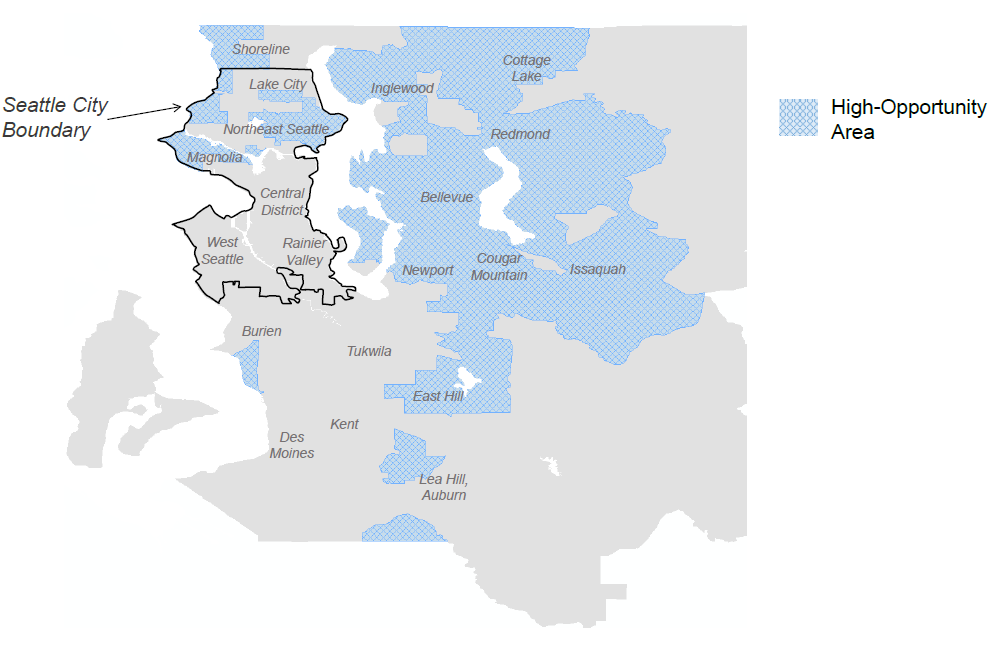 Shoreline
Cottage
Lake
Lake City
Inglewood
Seattle City
Boundary
High-Opportunity
Area
Northeast Seattle
Redmond
Magnolia
Bellevue
Central
District
West
Seattle
Rainier
Valley
Newport
Cougar
Mountain
Issaquah
Burien
Tukwila
East Hill
Kent
Des
Moines
Lea Hill,
Auburn